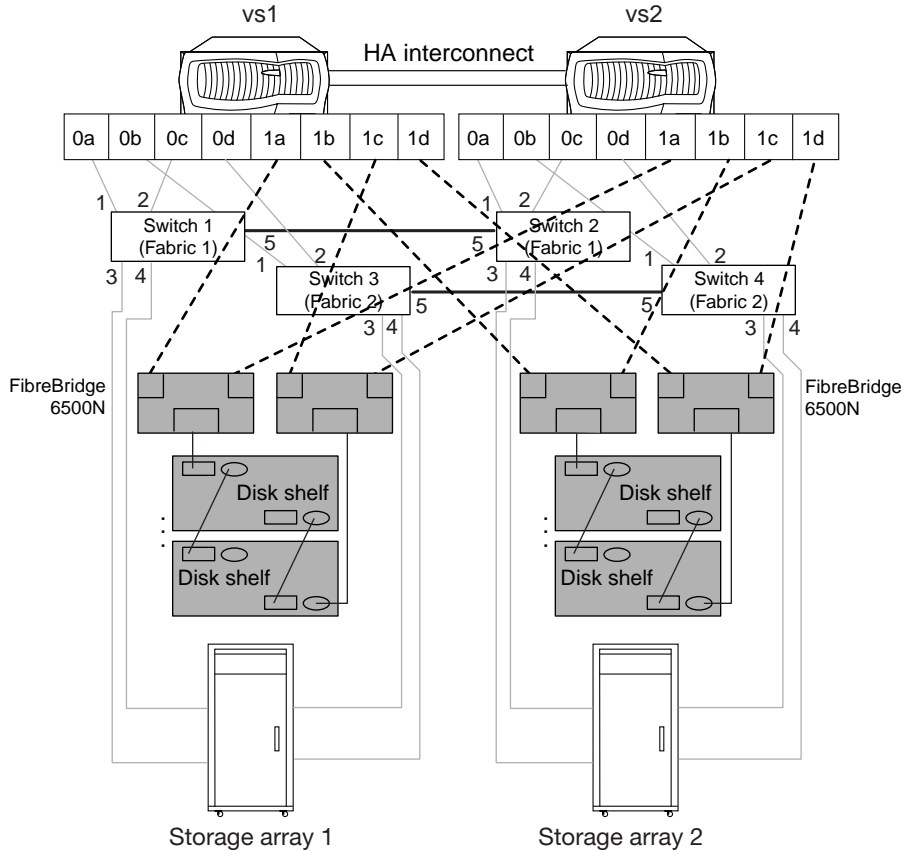 vs1
vs2
HA interconnect
0a 0b 0c 0d 1a 1b 1c 1d
0a 0b 0c 0d 1a 1b 1c 1d
1 2
1 2
Switch 1
(Fabric 1)
Switch 2
(Fabric 1)
5
5
3 4
3 4
1 2
1 2
Switch 3
(Fabric 2)
Switch 4
(Fabric 2)
5
5
3 4
3 4
FibreBridge
6500N
FibreBridge
6500N
Disk shelf
Disk shelf
Disk shelf
Disk shelf
Storage array 1
Storage array 2